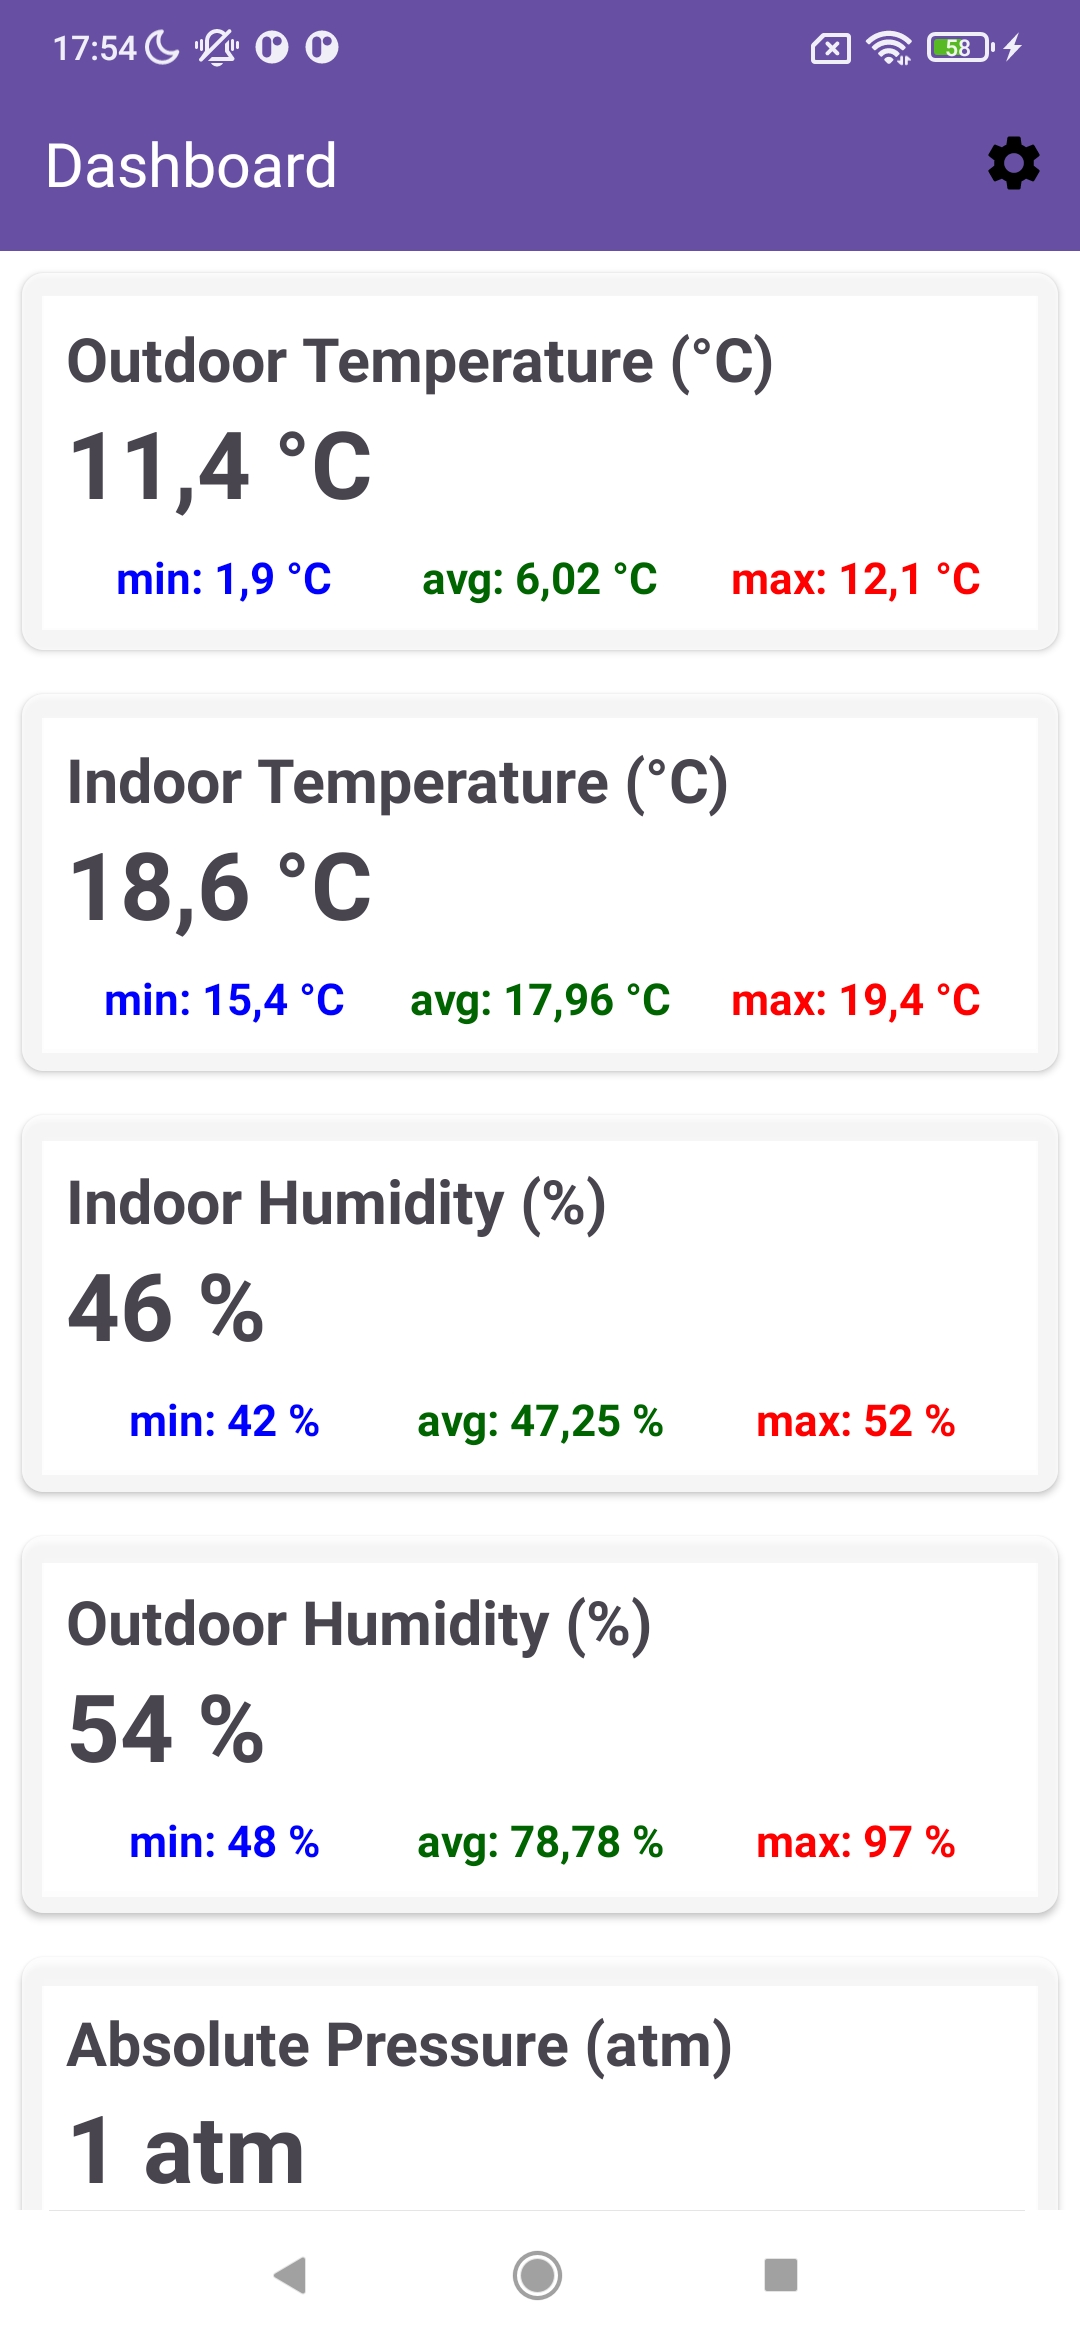 17:54
58
Dashboard
Outdoor Temperature (°C)
11,4 °C
min: 1,9 °C avg: 6,02 °C max: 12,1 °C
Indoor Temperature (°C)
18,6 °C
min: 15,4 °C avg: 17,96 °C max: 19,4 °C
Indoor Humidity (%)
46 %
min: 42 % avg: 47,25 % max: 52 %
Outdoor Humidity (%)
54 %
min: 48 % avg: 78,78 % max: 97 %
Absolute Pressure (atm)
1 atm